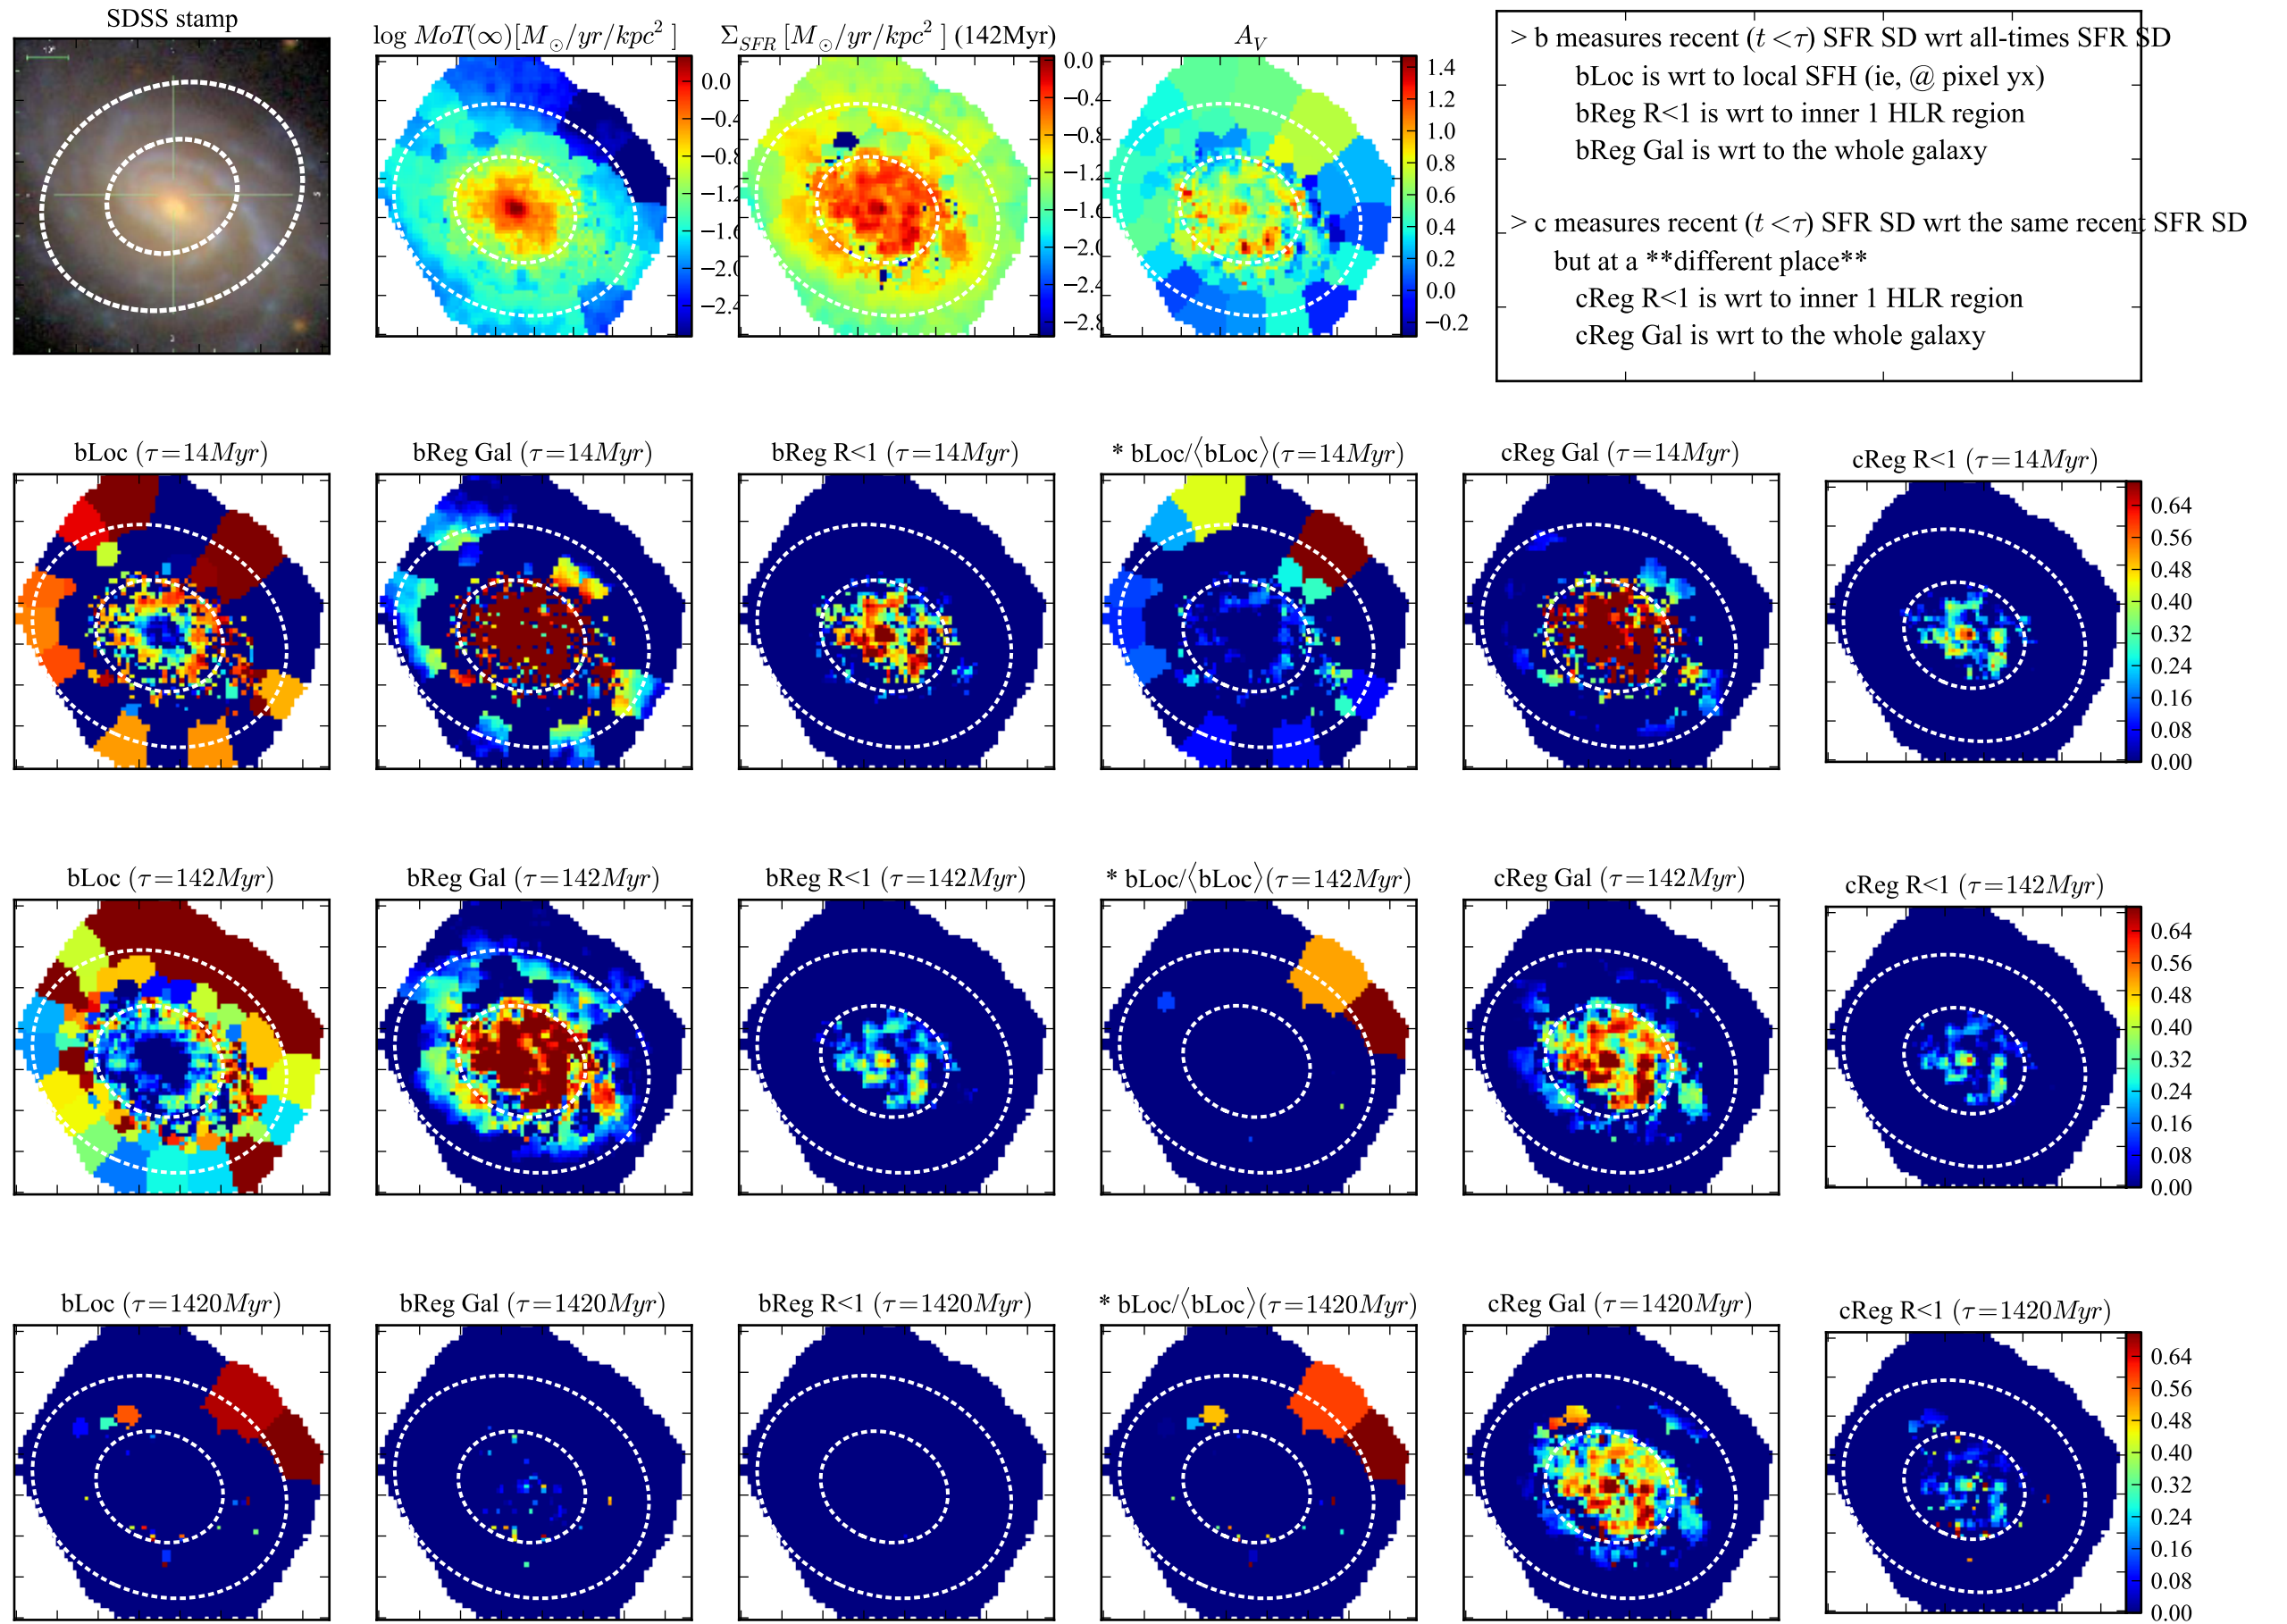 SDSS stamp
log MoT(∞)[M⊙/yr/kpc² ]
Σ_SFR [M⊙/yr/kpc² ] (142Myr)
A_V
0.0
−0.4
−0.8
−1.2
−1.6
−2.0
−2.4
0.0
−0.4
−0.8
−1.2
−1.6
−2.0
−2.4
−2.8
1.4
1.2
1.0
0.8
0.6
0.4
0.2
0.0
−0.2
> b measures recent (t <τ) SFR SD wrt all-times SFR SD
bLoc is wrt to local SFH (ie, @ pixel yx)
bReg R<1 is wrt to inner 1 HLR region
bReg Gal is wrt to the whole galaxy
> c measures recent (t <τ) SFR SD wrt the same recent SFR SD
but at a **different place**
cReg R<1 is wrt to inner 1 HLR region
cReg Gal is wrt to the whole galaxy
bLoc (τ=14Myr)
bReg Gal (τ=14Myr)
bReg R<1 (τ=14Myr)
* bLoc/⟨bLoc⟩(τ=14Myr)
cReg Gal (τ=14Myr)
cReg R<1 (τ=14Myr)
0.64
0.56
0.48
0.40
0.32
0.24
0.16
0.08
0.00
bLoc (τ=142Myr)
bReg Gal (τ=142Myr)
bReg R<1 (τ=142Myr)
* bLoc/⟨bLoc⟩(τ=142Myr)
cReg Gal (τ=142Myr)
cReg R<1 (τ=142Myr)
0.64
0.56
0.48
0.40
0.32
0.24
0.16
0.08
0.00
bLoc (τ=1420Myr)
bReg Gal (τ=1420Myr)
bReg R<1 (τ=1420Myr)
* bLoc/⟨bLoc⟩(τ=1420Myr)
cReg Gal (τ=1420Myr)
cReg R<1 (τ=1420Myr)
0.64
0.56
0.48
0.40
0.32
0.24
0.16
0.08
0.00